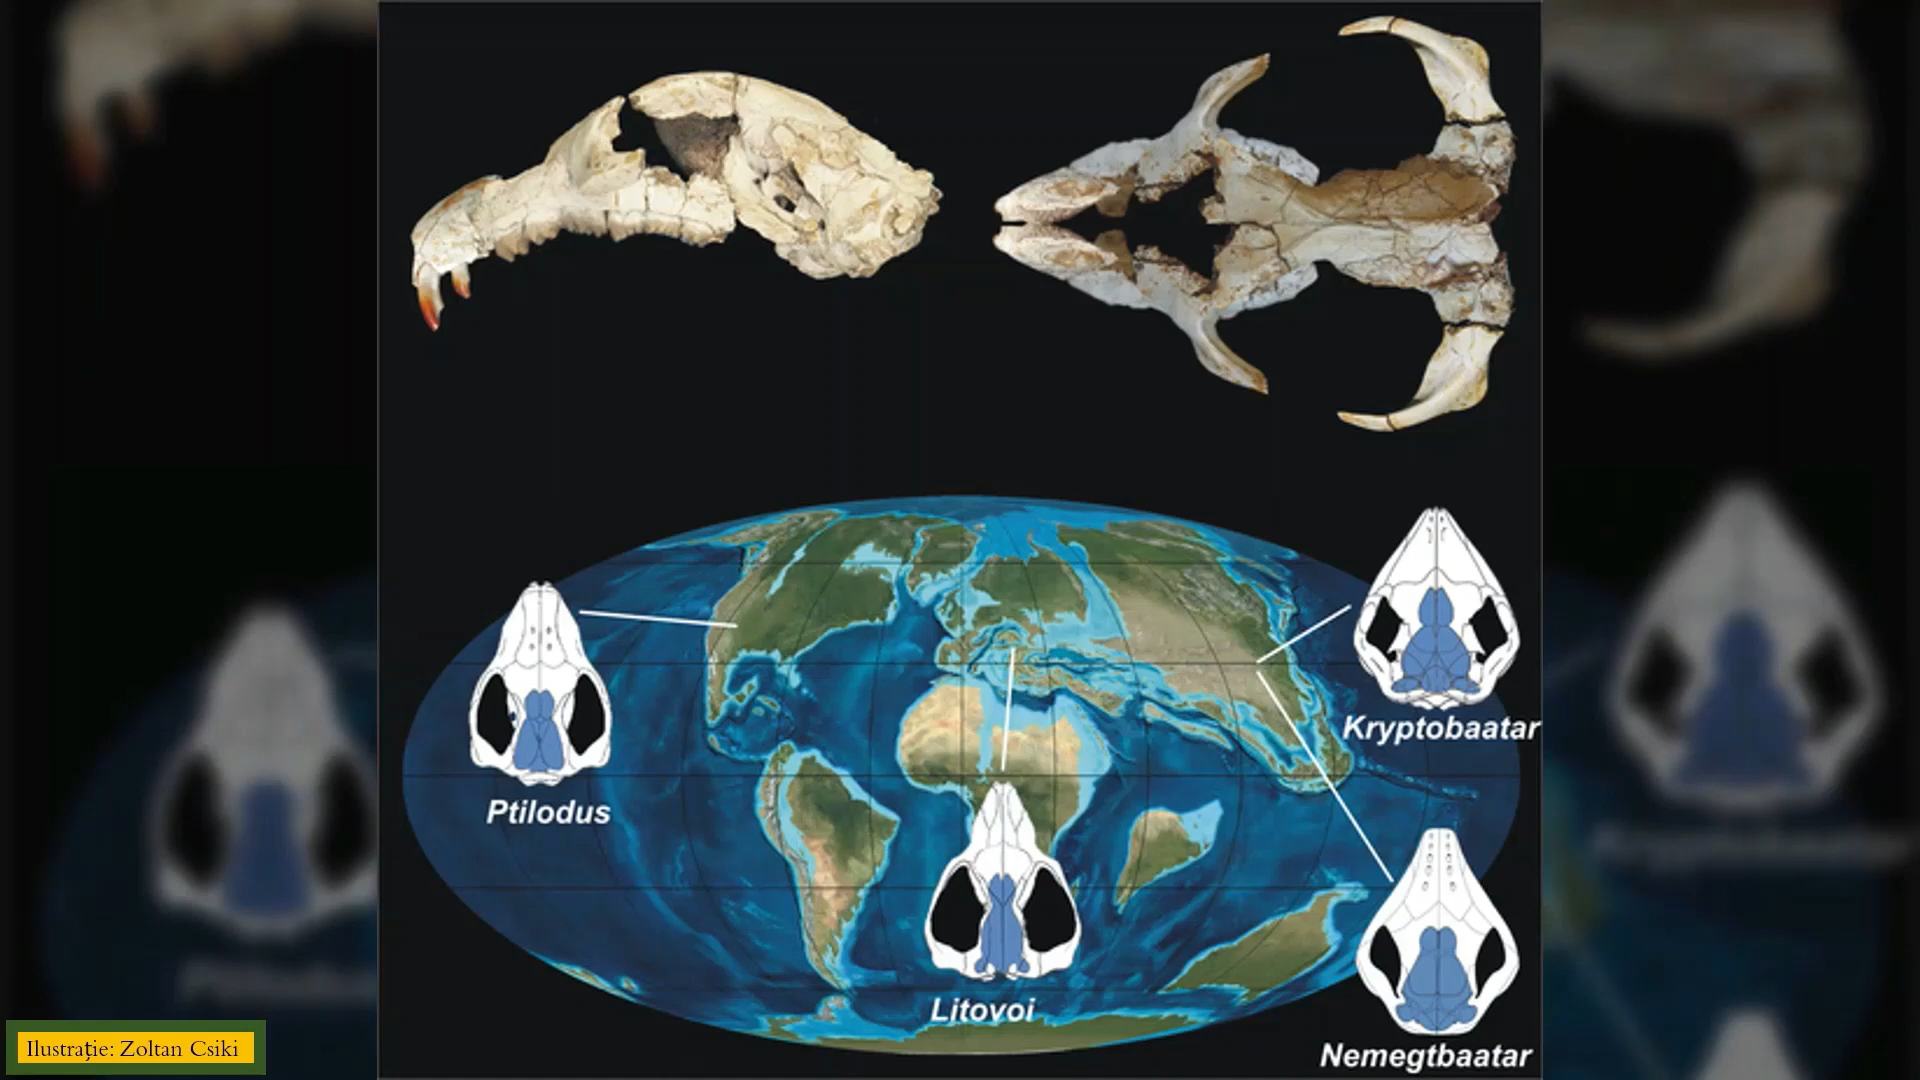 Ptilodus
Kryptobaatar
Litovoi
Nemegtbaatar
Ilustrație: Zoltan Csiki